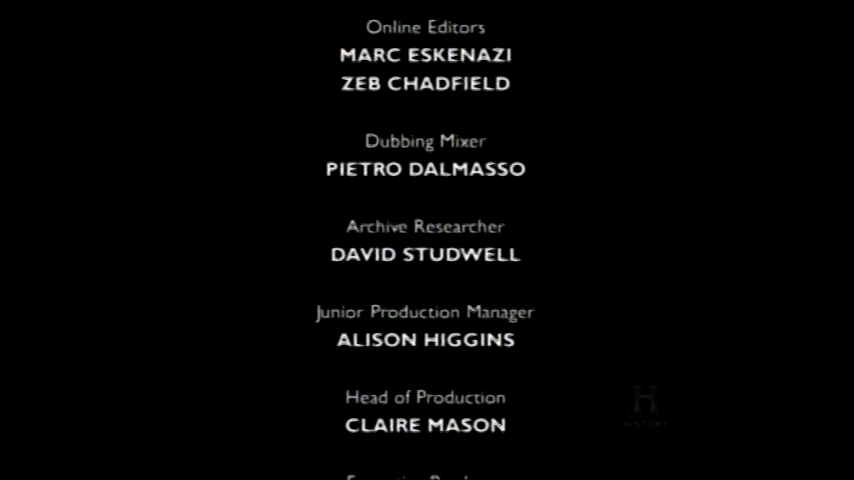 Online Editors
MARC ESKENAZI
ZEB CHADFIELD
Dubbing Mixer
PIETRO DALMASSO
Archive Researcher
DAVID STUDWELL
Junior Production Manager
ALISON HIGGINS
Head of Production
CLAIRE MASON
H
HISTORY